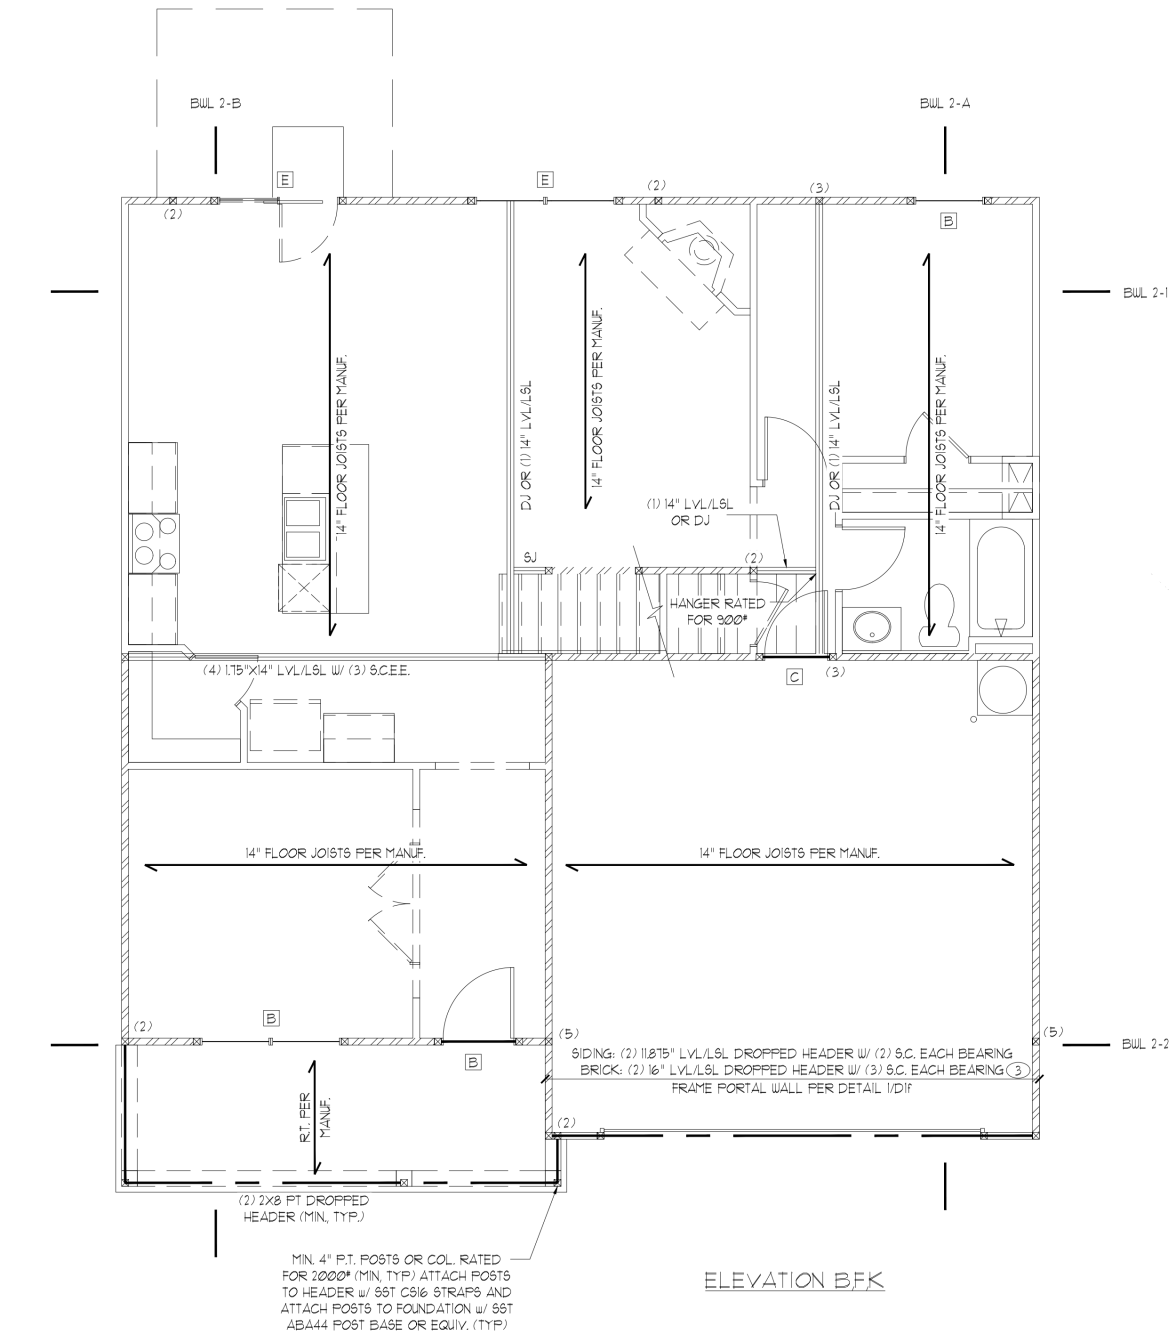 BWL 2-B
BWL 2-A
E
E
(2)
(3)
(2)
B
BWL 2-1
14" FLOOR JOISTS PER MANUF.
DJ OR (1) 14" LVL/LSL
14" FLOOR JOISTS PER MANUF.
DJ OR (1) 14" LVL/LSL
14" FLOOR JOISTS PER MANUF.
(1) 14" LVL/LSL
OR DJ
SJ
(2)
HANGER RATED
FOR 900#
(4) 1.75"X14" LVL/LSL W/ (3) S.C.E.E.
C
(3)
14" FLOOR JOISTS PER MANUF.
14" FLOOR JOISTS PER MANUF.
(2)
B
B
(5)
(5)
BWL 2-2
SIDING: (2) 11.875" LVL/LSL DROPPED HEADER W/ (2) S.C. EACH BEARING
BRICK: (2) 16" LVL/LSL DROPPED HEADER W/ (3) S.C. EACH BEARING
3
FRAME PORTAL WALL PER DETAIL 1/D1f
R.T. PER
MANUF.
(2)
(2) 2X8 PT DROPPED
HEADER (MIN., TYP.)
MIN. 4" P.T. POSTS OR COL. RATED
FOR 2000# (MIN, TYP) ATTACH POSTS
TO HEADER w/ SST CS16 STRAPS AND
ATTACH POSTS TO FOUNDATION w/ SST
ABA44 POST BASE OR EQUIV. (TYP)
ELEVATION B,F,K